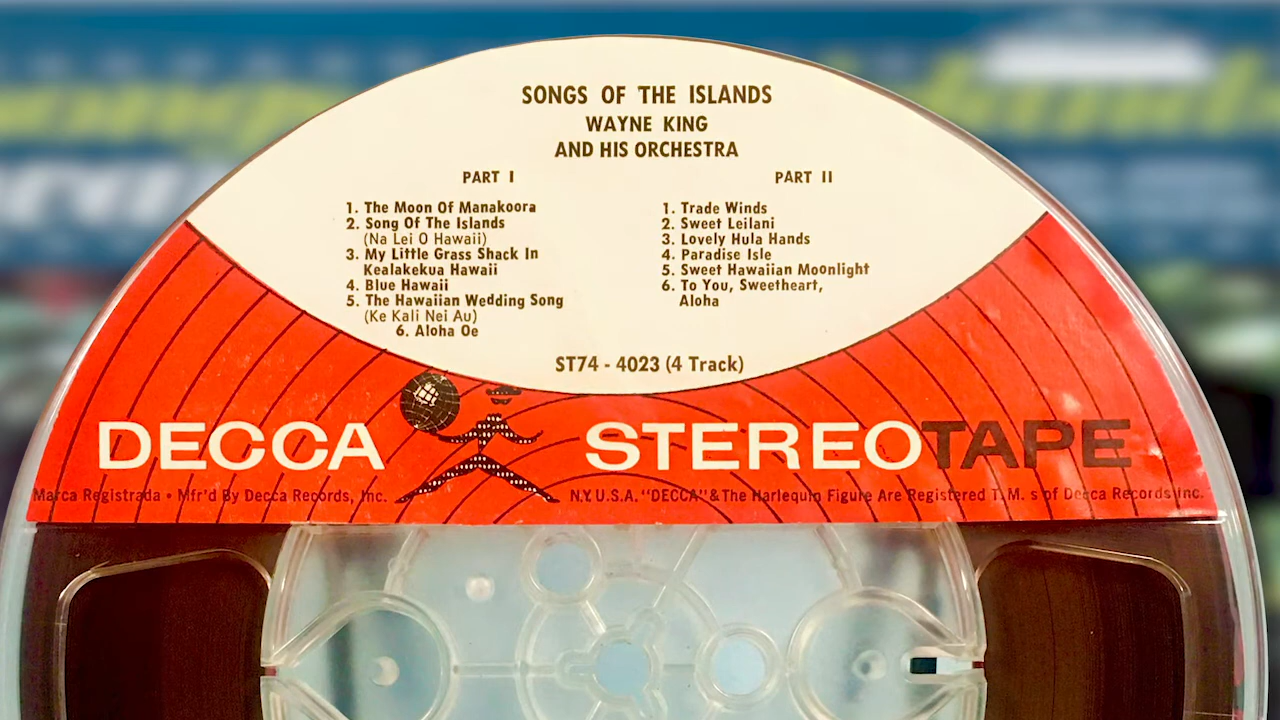 SONGS OF THE ISLANDS
WAYNE KING
AND HIS ORCHESTRA
PART I
1. The Moon Of Manakoora
2. Song Of The Islands
(Na Lei O Hawaii)
3. My Little Grass Shack In
Kealakekua Hawaii
4. Blue Hawaii
5. The Hawaiian Wedding Song
(Ke Kali Nei Au)
6. Aloha Oe
PART II
1. Trade Winds
2. Sweet Leilani
3. Lovely Hula Hands
4. Paradise Isle
5. Sweet Hawaiian Moonlight
6. To You, Sweetheart,
Aloha
ST74 - 4023 (4 Track)
DECCA STEREOTAPE
Marca Registrada • Mfr'd By Decca Records, Inc. N.Y. U.S.A. "DECCA" & The Harlequin Figure Are Registered T. M. s of Decca Records Inc.